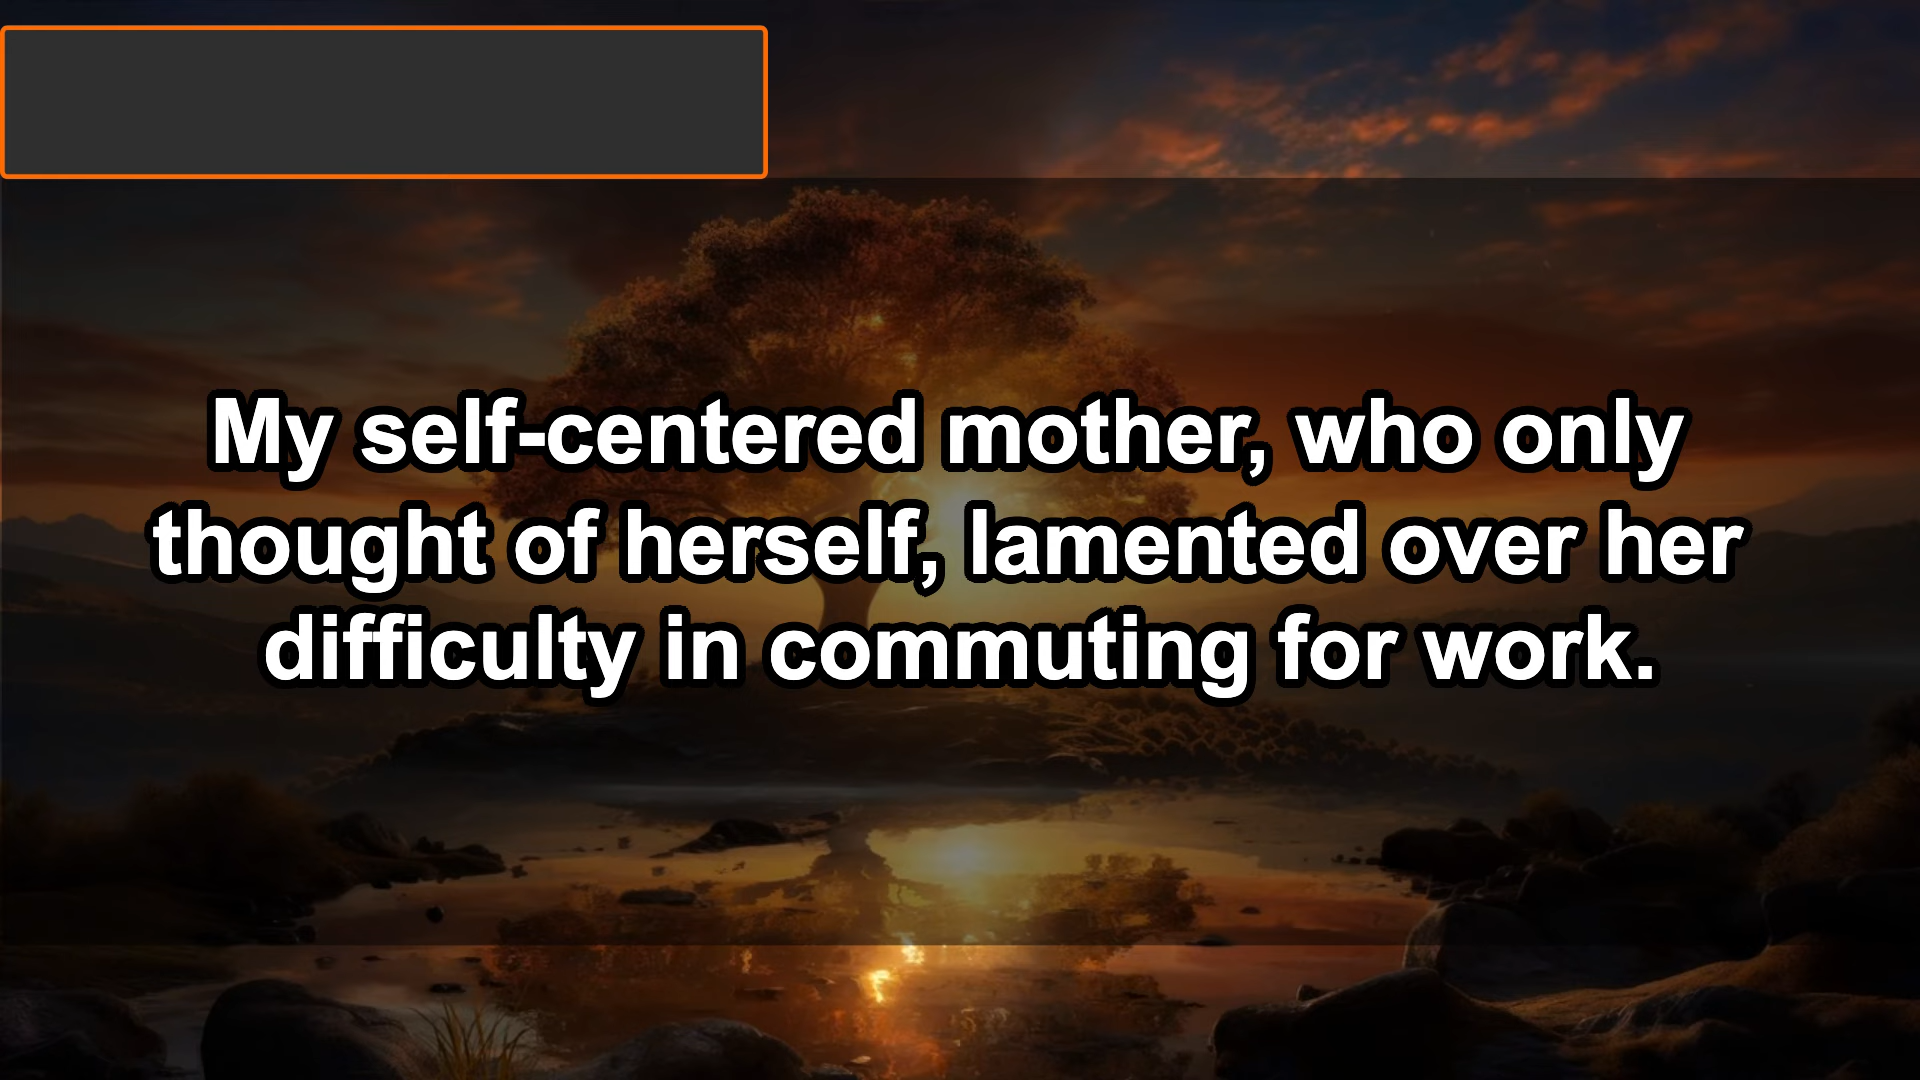 My self-centered mother, who only
thought of herself, lamented over her
difficulty in commuting for work.